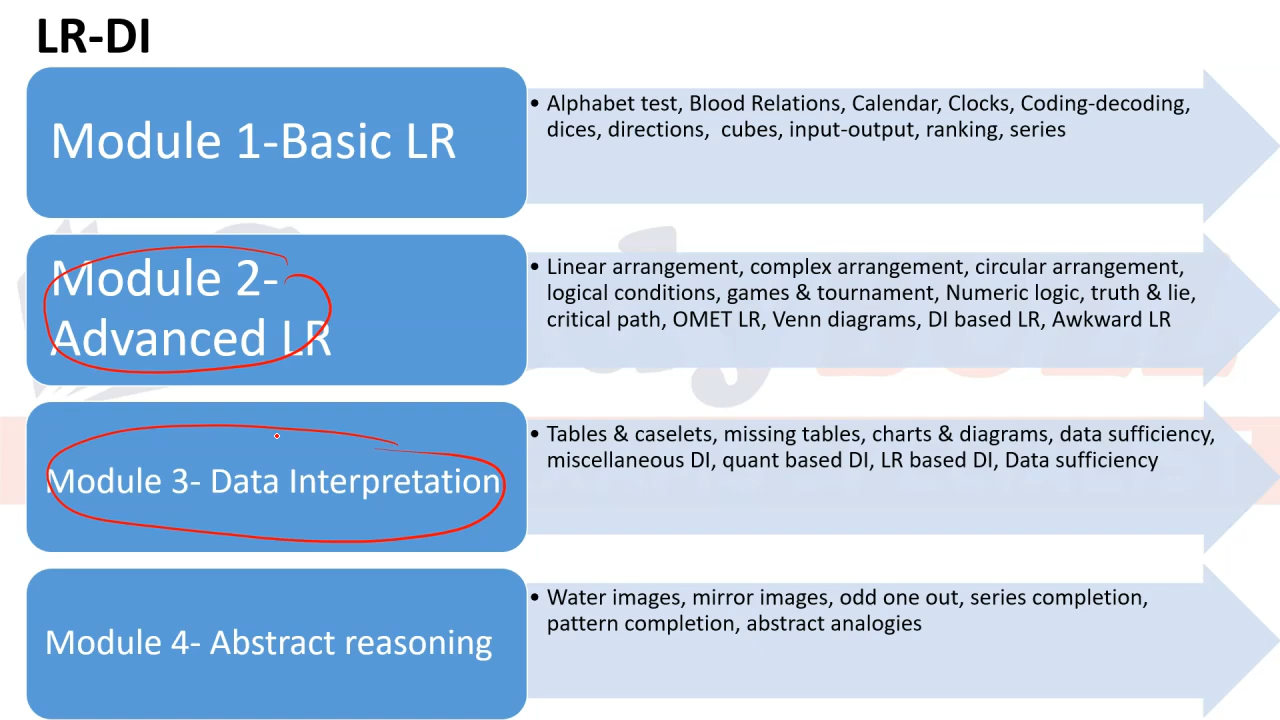 LR-DI
Module 1-Basic LR
• Alphabet test, Blood Relations, Calendar, Clocks, Coding-decoding,
dices, directions, cubes, input-output, ranking, series
Module 2-
Advanced LR
• Linear arrangement, complex arrangement, circular arrangement,
logical conditions, games & tournament, Numeric logic, truth & lie,
critical path, OMET LR, Venn diagrams, DI based LR, Awkward LR
Module 3- Data Interpretation
• Tables & caselets, missing tables, charts & diagrams, data sufficiency,
miscellaneous DI, quant based DI, LR based DI, Data sufficiency
Module 4- Abstract reasoning
• Water images, mirror images, odd one out, series completion,
pattern completion, abstract analogies